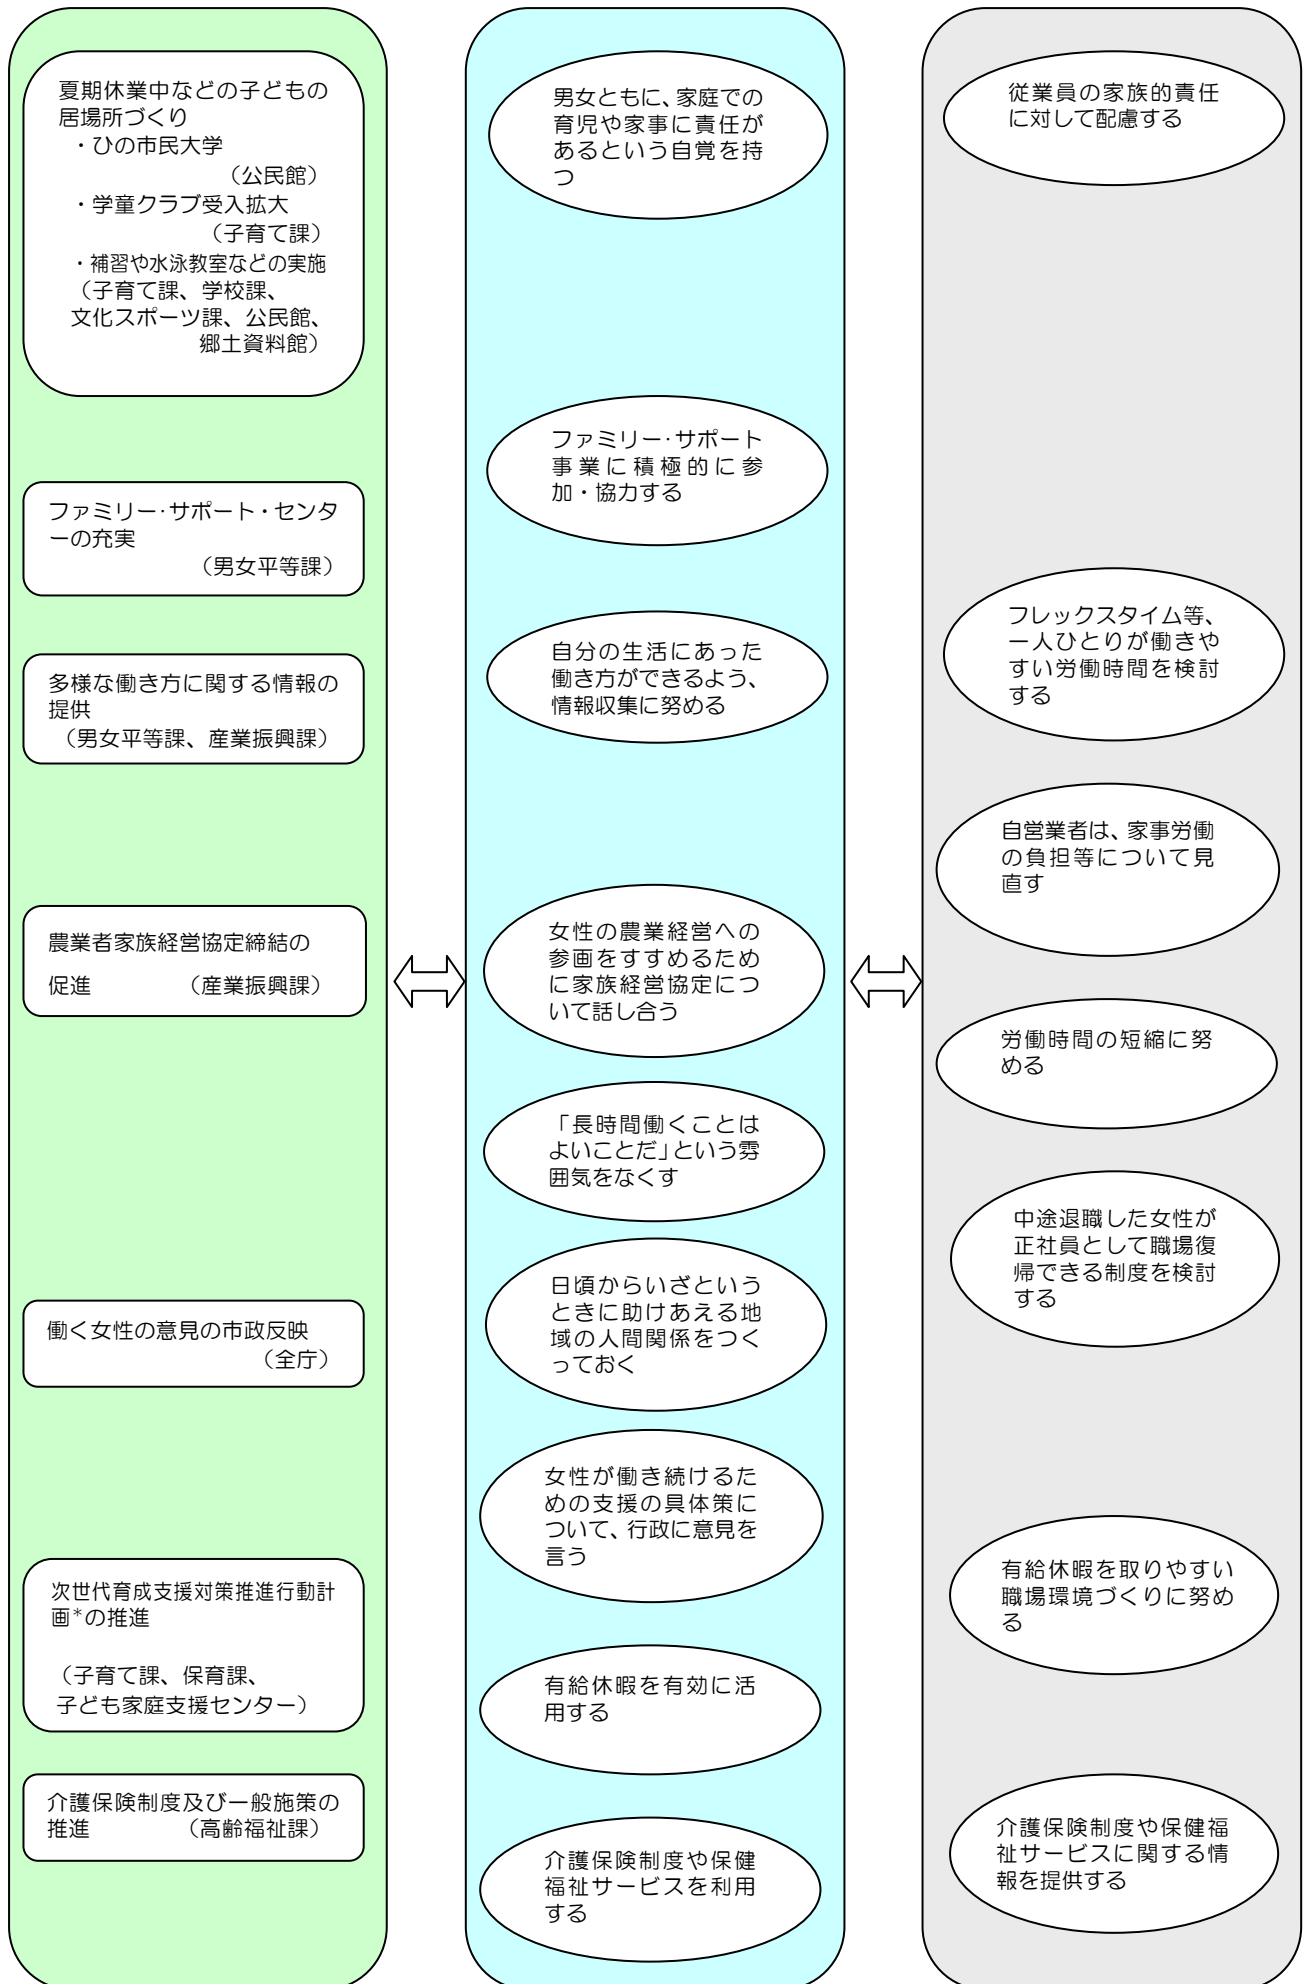 夏期休業中などの子どもの
居場所づくり
・ひの市民大学
（公民館）
・学童クラブ受入拡大
（子育て課）
・補習や水泳教室などの実施
（子育て課、学校課、
文化スポーツ課、公民館、
郷土資料館）
ファミリー･サポート・センタ
ーの充実
（男女平等課）
多様な働き方に関する情報の
提供
（男女平等課、産業振興課）
農業者家族経営協定締結の
促進　　　　（産業振興課）
働く女性の意見の市政反映
（全庁）
次世代育成支援対策推進行動計
画*の推進
（子育て課、保育課、
子ども家庭支援センター）
介護保険制度及び一般施策の
推進　　　　（高齢福祉課）
男女ともに、家庭での
育児や家事に責任が
あるという自覚を持
つ
ファミリー･サポート
事業に積極的に参
加・協力する
自分の生活にあった
働き方ができるよう、
情報収集に努める
女性の農業経営への
参画をすすめるため
に家族経営協定につ
いて話し合う
「長時間働くことは
よいことだ」という雰
囲気をなくす
日頃からいざという
ときに助けあえる地
域の人間関係をつく
っておく
女性が働き続けるた
めの支援の具体策に
ついて、行政に意見を
言う
有給休暇を有効に活
用する
介護保険制度や保健
福祉サービスを利用
する
従業員の家族的責任
に対して配慮する
フレックスタイム等、
一人ひとりが働きや
すい労働時間を検討
する
自営業者は、家事労働
の負担等について見
直す
労働時間の短縮に努
める
中途退職した女性が
正社員として職場復
帰できる制度を検討
する
有給休暇を取りやすい
職場環境づくりに努め
る
介護保険制度や保健福
祉サービスに関する情
報を提供する